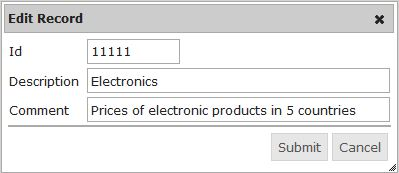 Edit Record
Id 11111
Description Electronics
Comment Prices of electronic products in 5 countries
Submit Cancel